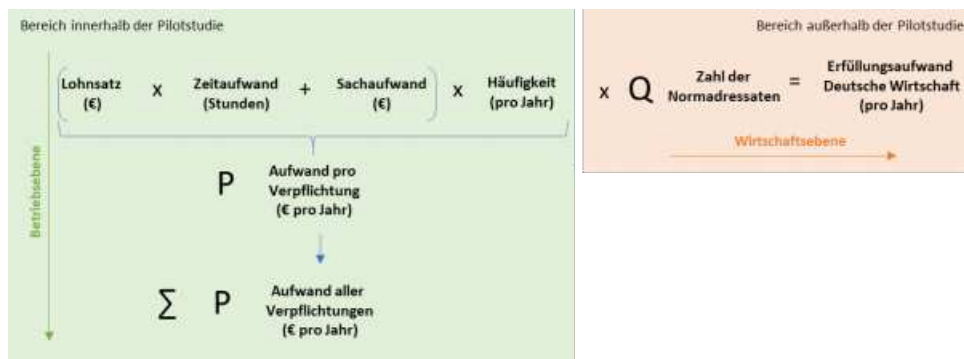 Bereich innerhalb der Pilotstudie
Bereich außerhalb der Pilotstudie
Lohnsatz x Zeitaufwand + Sachaufwand x Häufigkeit x Q Zahl der = Erfüllungsaufwand
(€) (Stunden) (€) (pro Jahr) Normadressaten Deutsche Wirtschaft
(pro Jahr)
Wirtschaftsebene
Betriebsebene
P Aufwand pro
Verpflichtung
(€ pro Jahr)
∑ P Aufwand aller
Verpflichtungen
(€ pro Jahr)